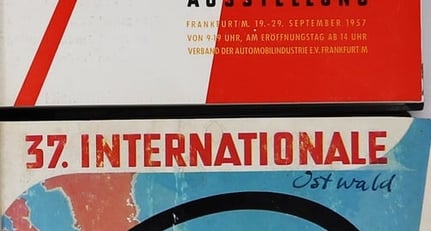 AUSSTELLUNG
FRANKFURT/M. 19.-29. SEPTEMBER 1957
VON 9-19 UHR, AM ERÖFFNUNGSTAG AB 14 UHR
VERBAND DER AUTOMOBILINDUSTRIE E.V. FRANKFURT/M
37. INTERNATIONALE
Ostwald